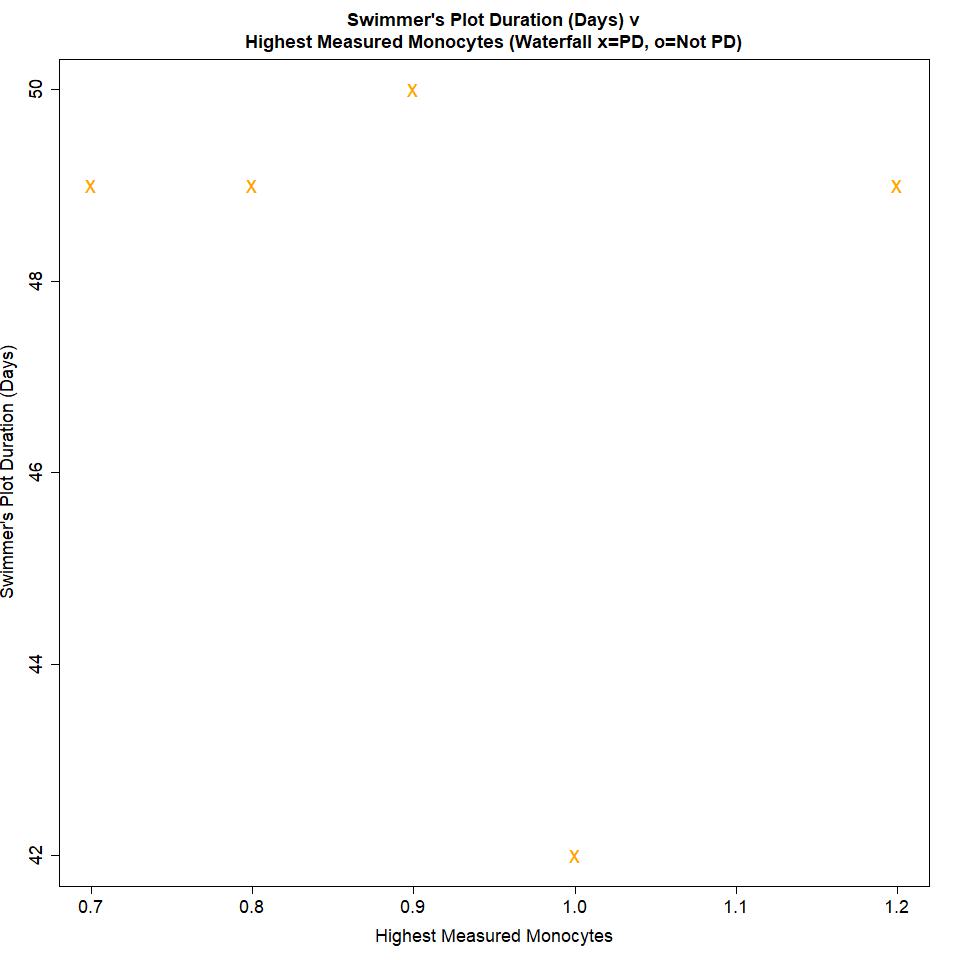 Swimmer's Plot Duration (Days) v
Highest Measured Monocytes (Waterfall x=PD, o=Not PD)
Swimmer's Plot Duration (Days)
50
48
46
44
42
X
X
X
X
X
0.7
0.8
0.9
1.0
1.1
1.2
Highest Measured Monocytes